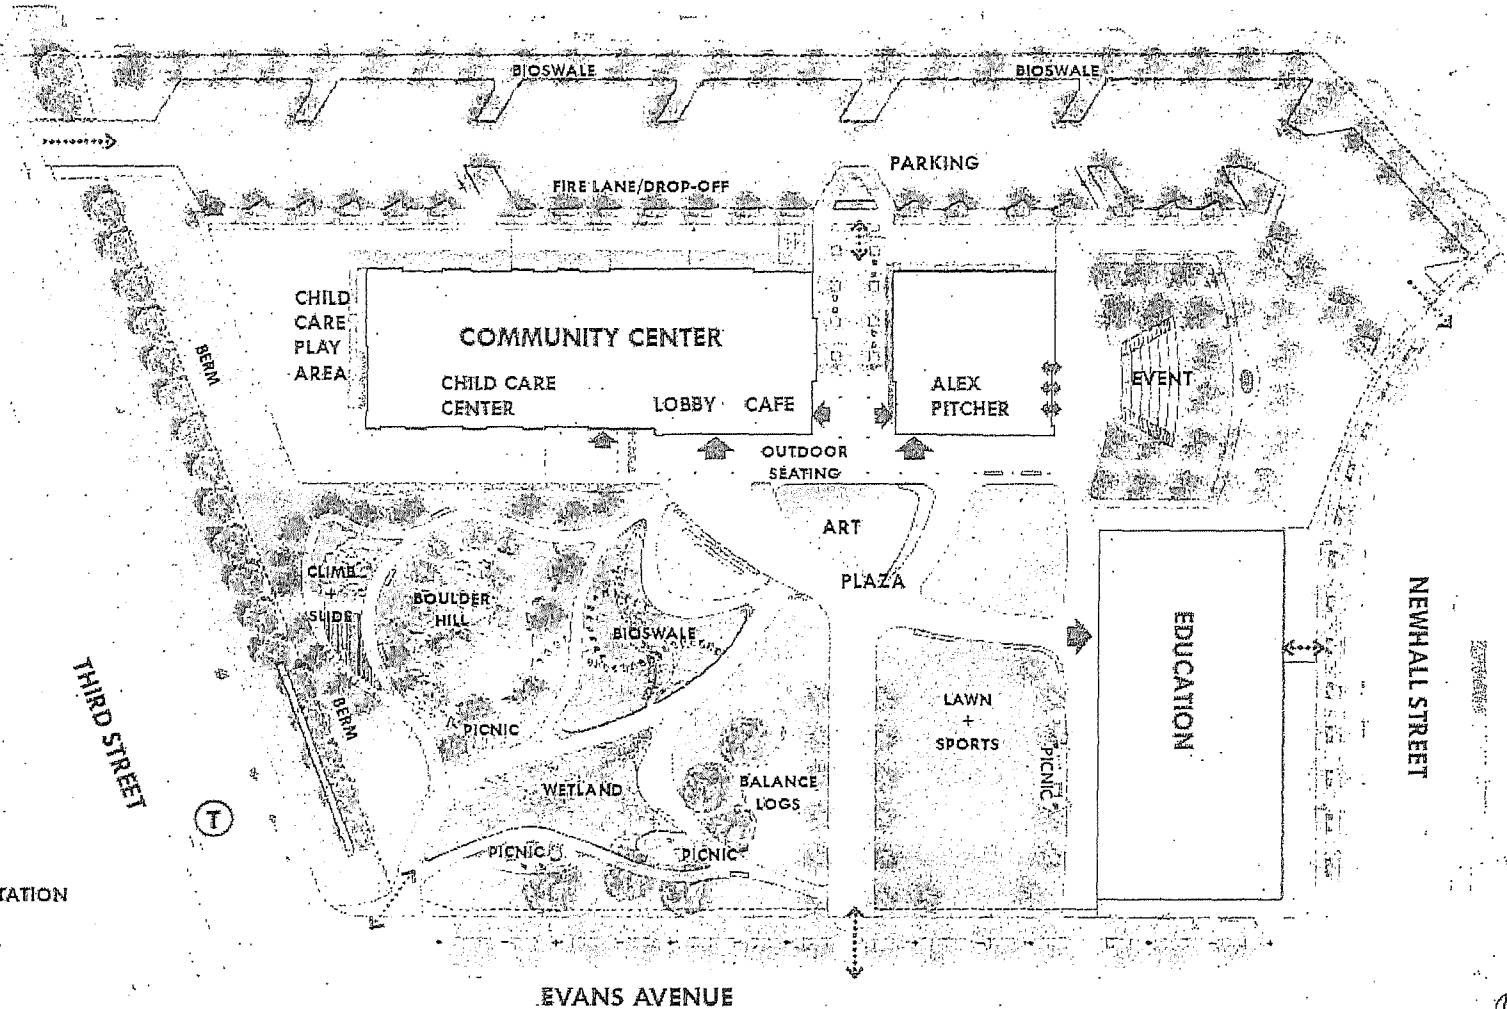 BIOSWALE
BIOSWALE
PARKING
FIRE LANE/DROP-OFF
CHILD
CARE
PLAY
AREA
BERM
COMMUNITY CENTER
CHILD CARE
CENTER
LOBBY
CAFE
ALEX
PITCHER
EVENT
OUTDOOR
SEATING
ART
PLAZA
CLIMB
+
SLIDE
BOULDER
HILL
BIOSWALE
EDUCATION
NEWHALL STREET
THIRD STREET
BERM
PICNIC
LAWN
+
SPORTS
PICNIC
WETLAND
BALANCE
LOGS
T
PICNIC
PICNIC
TATION
EVANS AVENUE